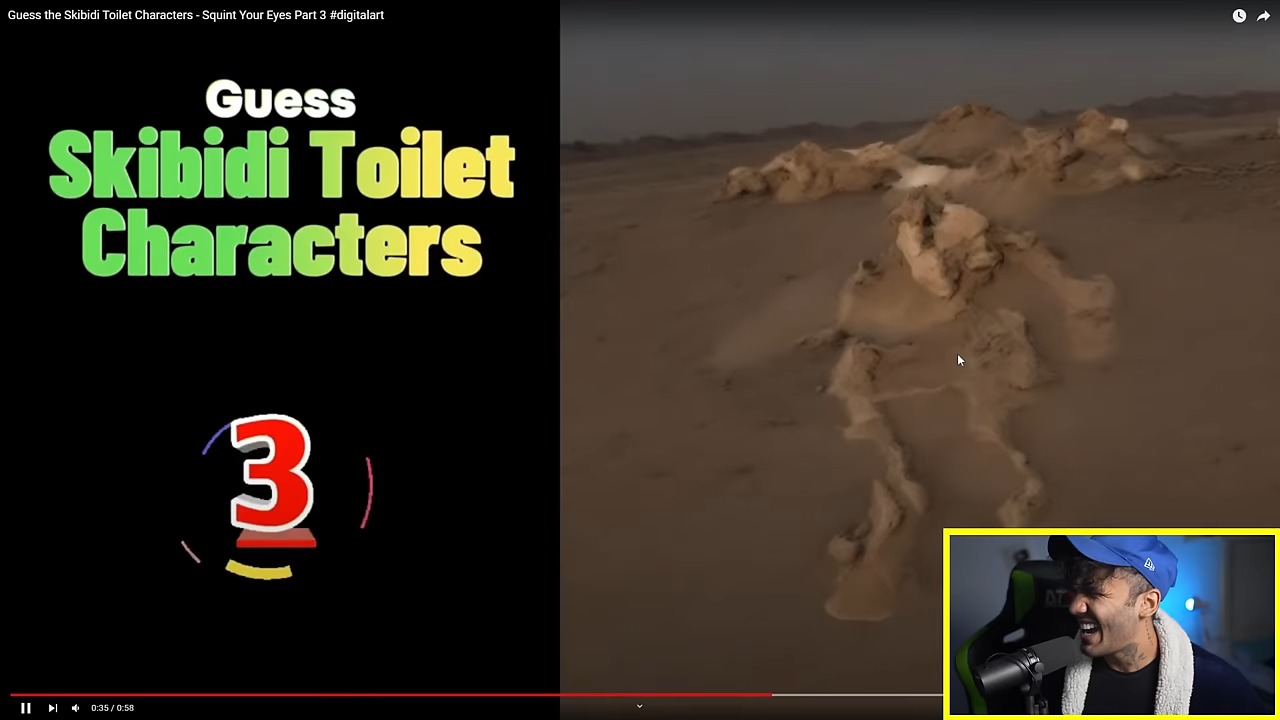 Guess the Skibidi Toilet Characters - Squint Your Eyes Part 3 #digitalart
Guess
Skibidi Toilet
Characters
3
0:35 / 0:58